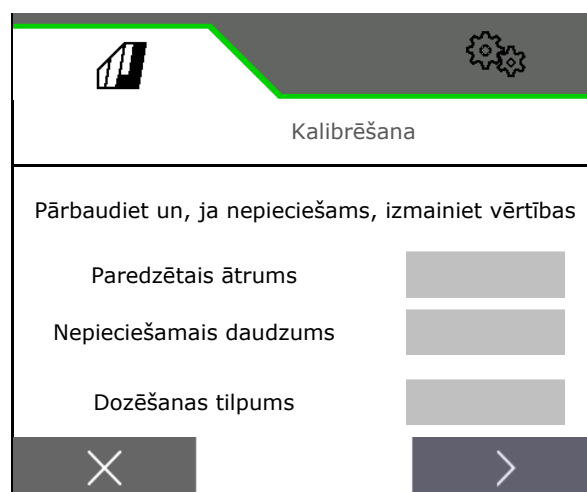 Kalibrēšana
Pārbaudiet un, ja nepieciešams, izmainiet vērtības
Paredzētais ātrums
Nepieciešamais daudzums
Dozēšanas tilpums